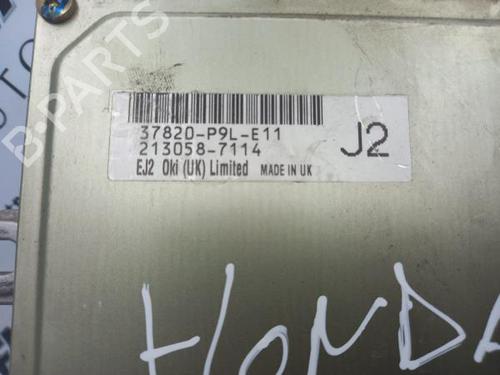 37820-P9L-E11
213058-7114
EJ2 Oki (UK) Limited MADE IN UK
J2
HONDA
B-PARTS